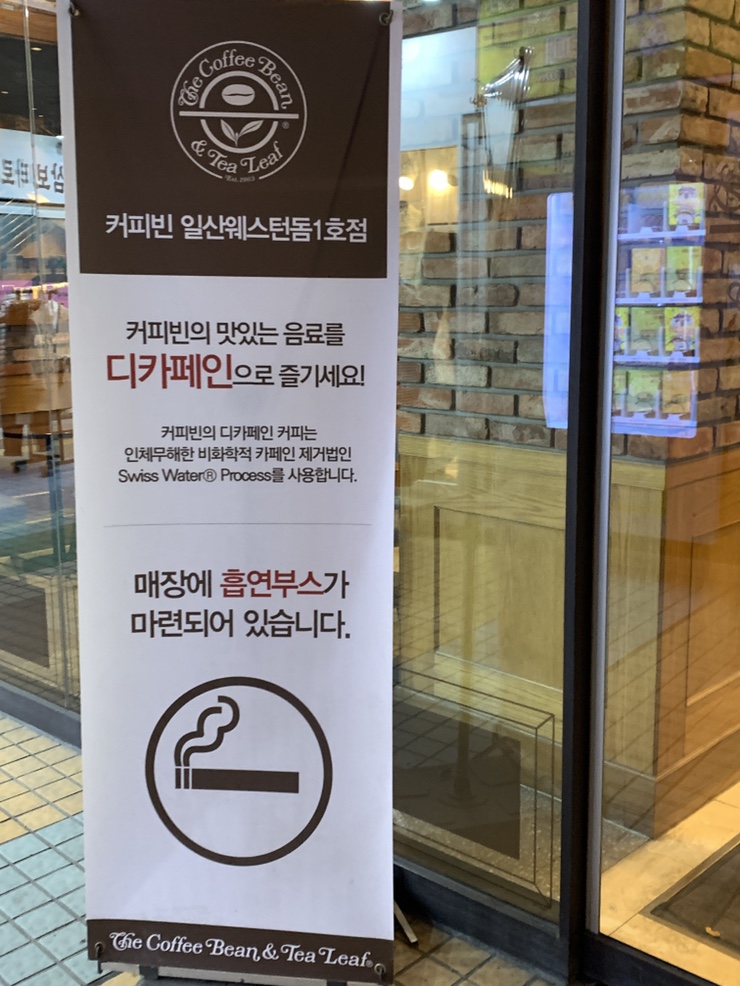 The Coffee Bean
& Tea Leaf
Est. 1963
®
커피빈 일산웨스턴돔1호점
커피빈의 맛있는 음료를
디카페인으로 즐기세요!
커피빈의 디카페인 커피는
인체무해한 비화학적 카페인 제거법인
Swiss Water® Process를 사용합니다.
매장에 흡연부스가
마련되어 있습니다.
The Coffee Bean & Tea Leaf®